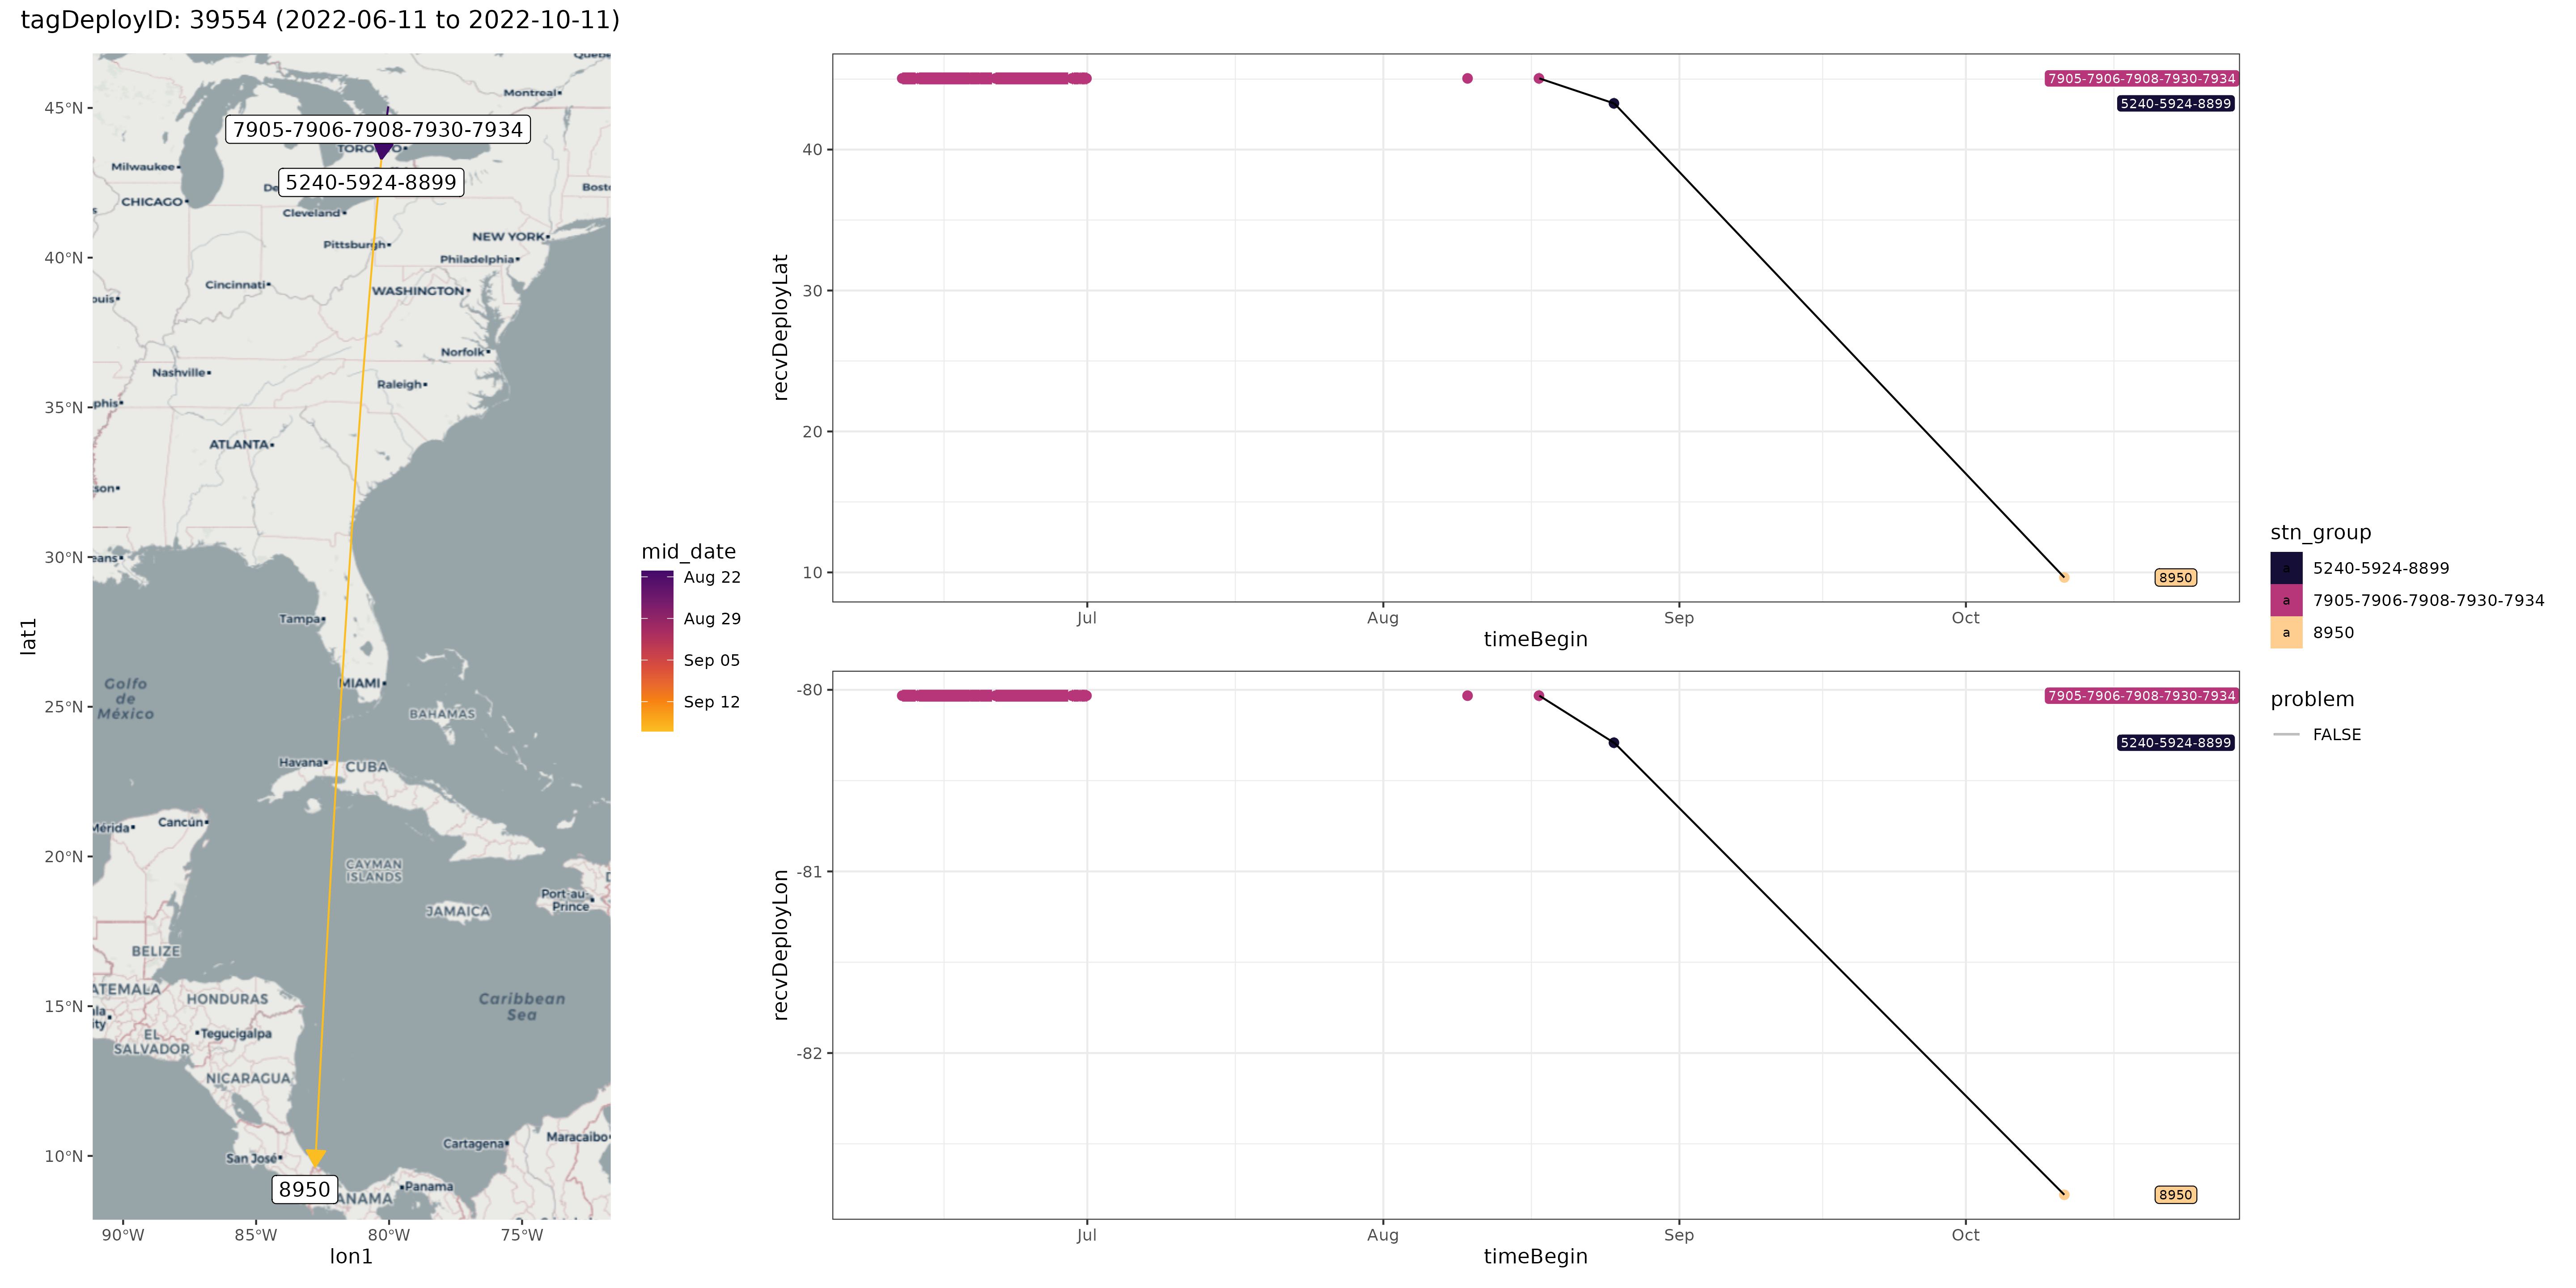 tagDeployID: 39554 (2022-06-11 to 2022-10-11)
lat1
45°N
40°N
35°N
30°N
25°N
20°N
15°N
10°N
Montreal
7905-7906-7908-7930-7934
Milwaukee
5240-5924-8899
CHICAGO
Cleveland
NEW YORK
Pittsburgh
Philadelphia
Cincinnati
WASHINGTON
Norfolk
Nashville
Raleigh
ATLANTA
Tampa
MIAMI
Golfo
de
México
BAHAMAS
Havana
CUBA
Mérida
Cancún
CAYMAN
ISLANDS
Port-au-
Prince
JAMAICA
BELIZE
HONDURAS
Caribbean
Sea
EL
SALVADOR
Tegucigalpa
NICARAGUA
Cartagena
Maracaibo
San José
8950
Panama
90°W
85°W
80°W
75°W
lon1
mid_date
Aug 22
Aug 29
Sep 05
Sep 12
recvDeployLat
40
30
20
10
7905-7906-7908-7930-7934
5240-5924-8899
8950
Jul
Aug
Sep
Oct
timeBegin
recvDeployLon
-80
-81
-82
7905-7906-7908-7930-7934
5240-5924-8899
8950
Jul
Aug
Sep
Oct
timeBegin
stn_group
a 5240-5924-8899
a 7905-7906-7908-7930-7934
a 8950
problem
FALSE